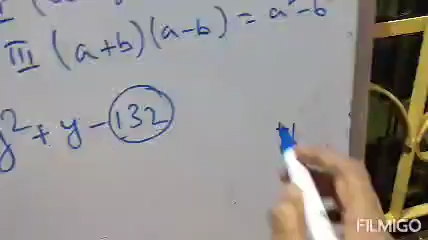 III (a+b)(a-b) = a²-b
y² + y - 132
FILMIGO